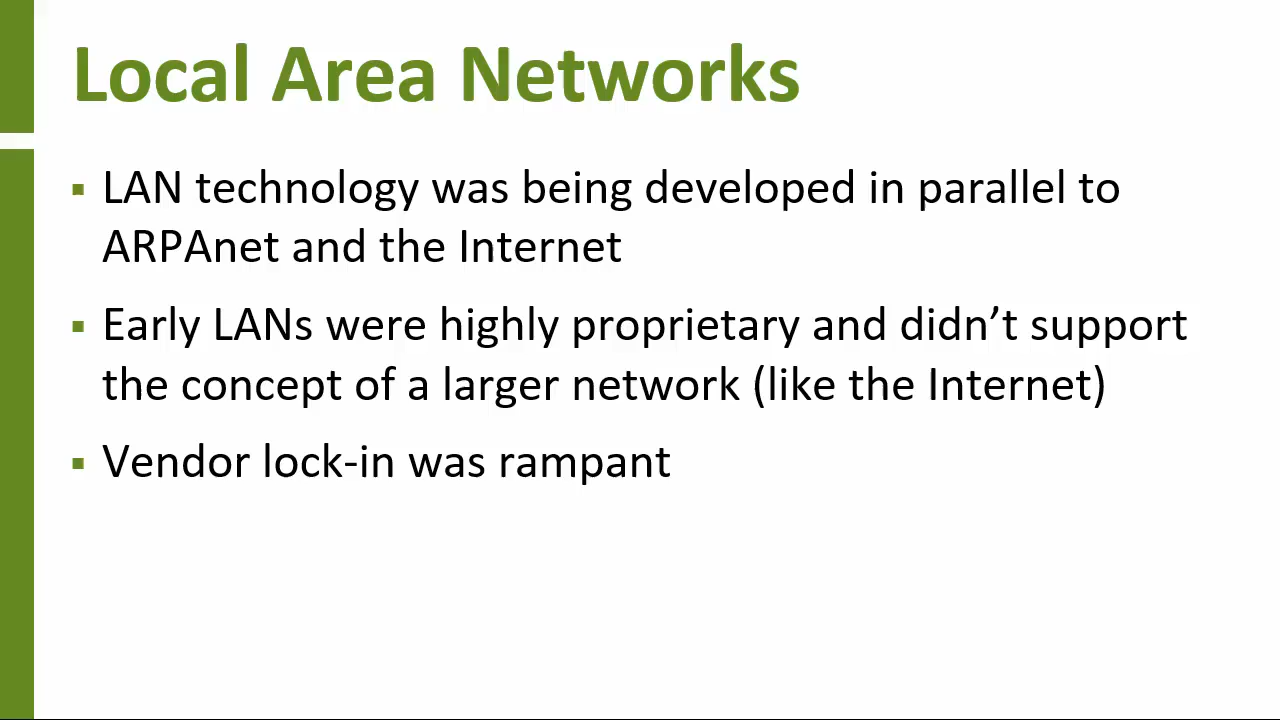 Local Area Networks
▪ LAN technology was being developed in parallel to
ARPAnet and the Internet
▪ Early LANs were highly proprietary and didn’t support
the concept of a larger network (like the Internet)
▪ Vendor lock-in was rampant